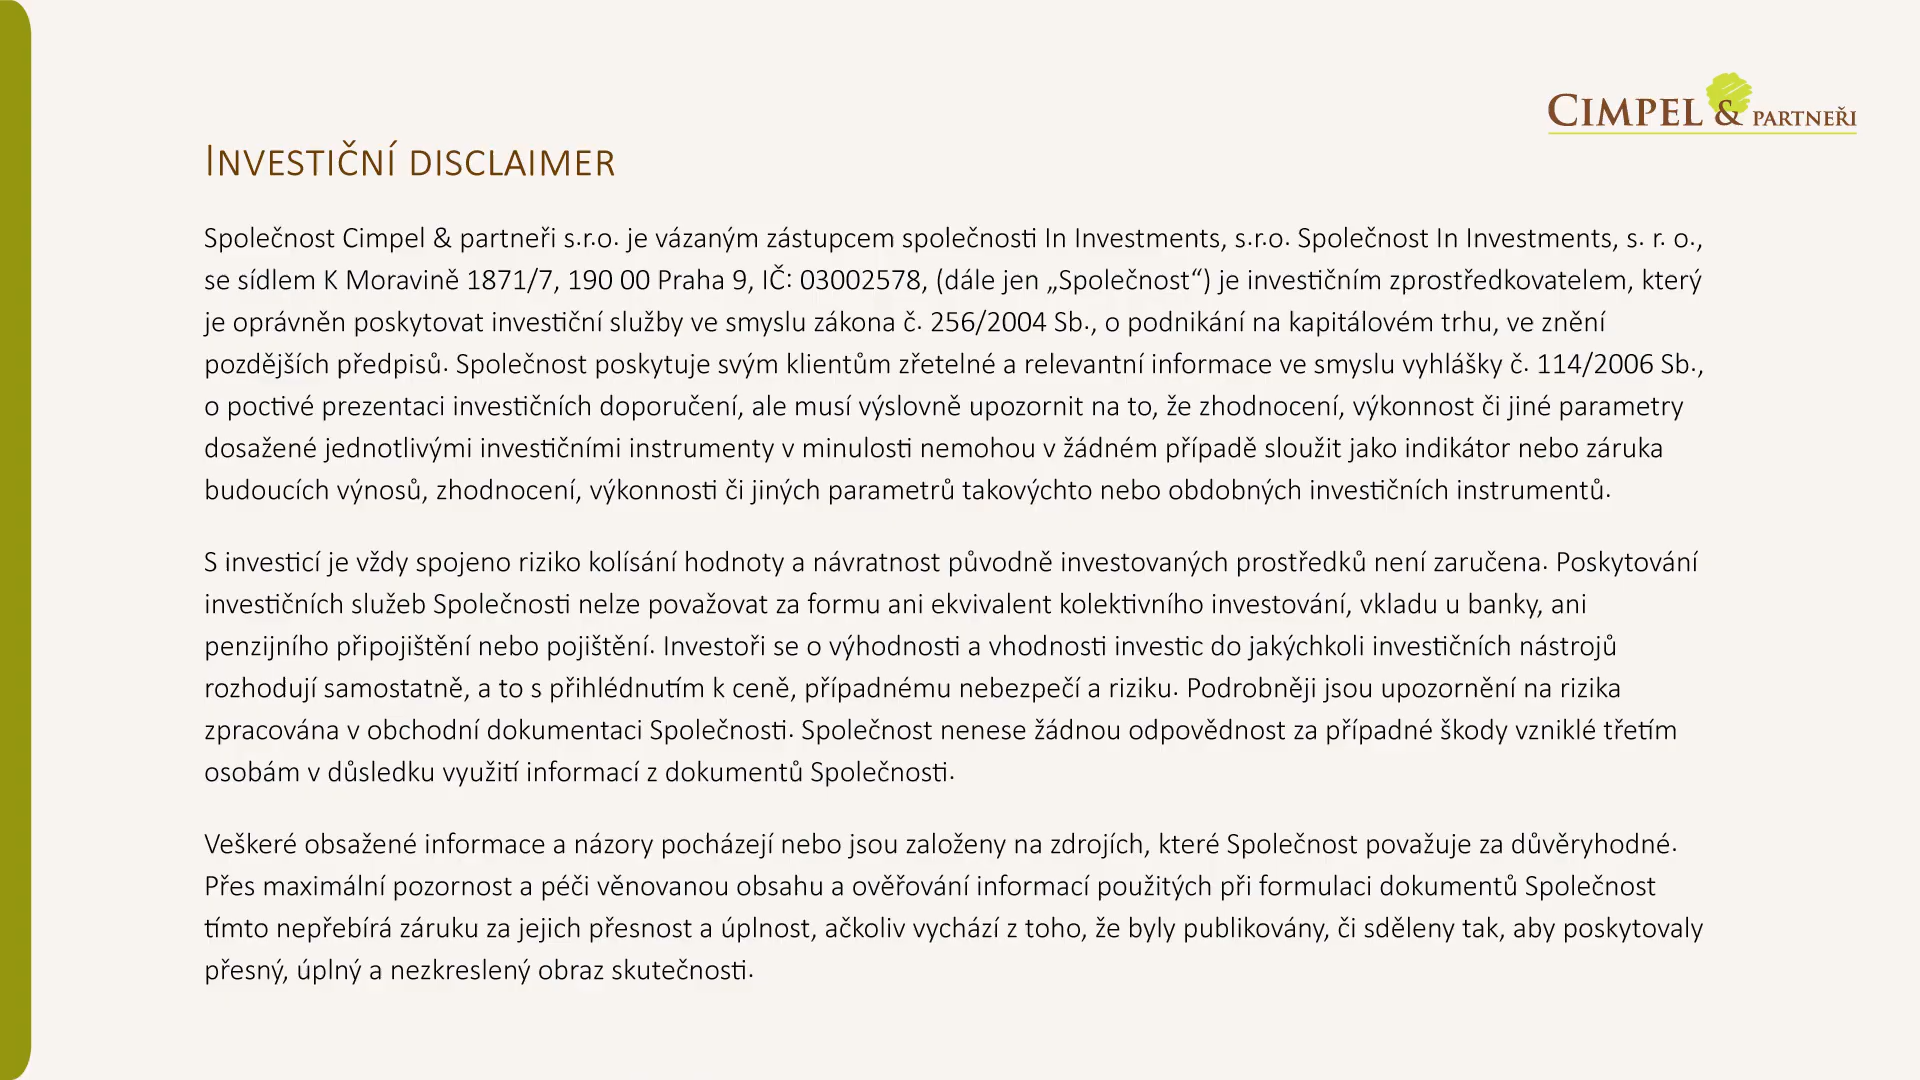 CIMPEL & PARTNEŘI
INVESTIČNÍ DISCLAIMER
Společnost Cimpel & partneři s.r.o. je vázaným zástupcem společnosti In Investments, s.r.o. Společnost In Investments, s. r. o.,
se sídlem K Moravině 1871/7, 190 00 Praha 9, IČ: 03002578, (dále jen „Společnost“) je investičním zprostředkovatelem, který
je oprávněn poskytovat investiční služby ve smyslu zákona č. 256/2004 Sb., o podnikání na kapitálovém trhu, ve znění
pozdějších předpisů. Společnost poskytuje svým klientům zřetelné a relevantní informace ve smyslu vyhlášky č. 114/2006 Sb.,
o poctivé prezentaci investičních doporučení, ale musí výslovně upozornit na to, že zhodnocení, výkonnost či jiné parametry
dosažené jednotlivými investičními instrumenty v minulosti nemohou v žádném případě sloužit jako indikátor nebo záruka
budoucích výnosů, zhodnocení, výkonnosti či jiných parametrů takovýchto nebo obdobných investičních instrumentů.
S investicí je vždy spojeno riziko kolísání hodnoty a návratnost původně investovaných prostředků není zaručena. Poskytování
investičních služeb Společnosti nelze považovat za formu ani ekvivalent kolektivního investování, vkladu u banky, ani
penzijního připojištění nebo pojištění. Investoři se o výhodnosti a vhodnosti investic do jakýchkoli investičních nástrojů
rozhodují samostatně, a to s přihlédnutím k ceně, případnému nebezpečí a riziku. Podrobněji jsou upozornění na rizika
zpracována v obchodní dokumentaci Společnosti. Společnost nenese žádnou odpovědnost za případné škody vzniklé třetím
osobám v důsledku využití informací z dokumentů Společnosti.
Veškeré obsažené informace a názory pocházejí nebo jsou založeny na zdrojích, které Společnost považuje za důvěryhodné.
Přes maximální pozornost a péči věnovanou obsahu a ověřování informací použitých při formulaci dokumentů Společnost
tímto nepřebírá záruku za jejich přesnost a úplnost, ačkoliv vychází z toho, že byly publikovány, či sděleny tak, aby poskytovaly
přesný, úplný a nezkreslený obraz skutečnosti.